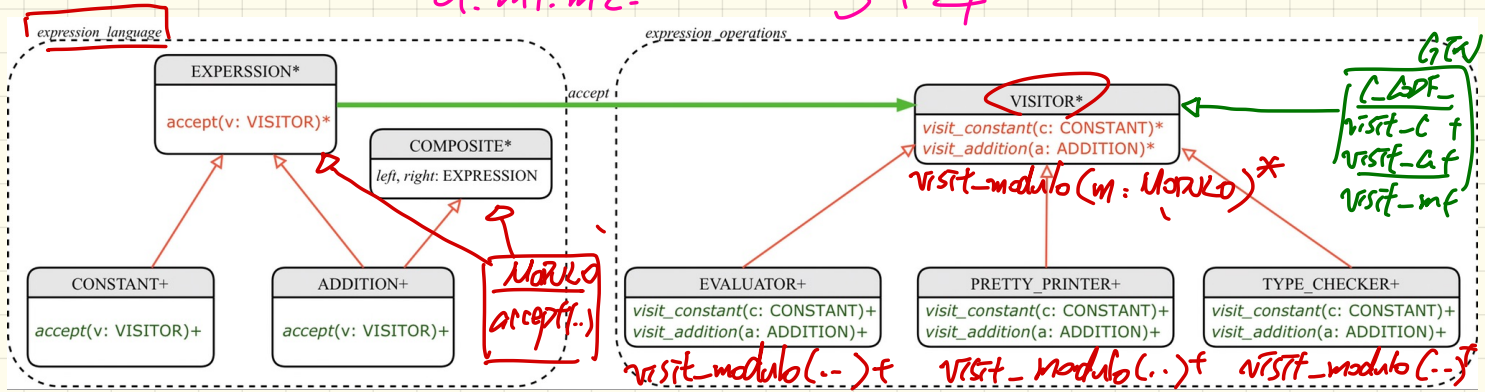 expression_language
EXPERSSION*
accept(v: VISITOR)*
COMPOSITE*
left, right: EXPRESSION
CONSTANT+
accept(v: VISITOR)+
ADDITION+
accept(v: VISITOR)+
MODULO
accept(..)
accept
expression_operations
VISITOR*
visit_constant(c: CONSTANT)*
visit_addition(a: ADDITION)*
visit_modulo(m: MODULO)*
visit_c +
visit_a +
visit_m +
EVALUATOR+
visit_constant(c: CONSTANT)+
visit_addition(a: ADDITION)+
visit_modulo(..)+
PRETTY_PRINTER+
visit_constant(c: CONSTANT)+
visit_addition(a: ADDITION)+
visit_modulo(..)+
TYPE_CHECKER+
visit_constant(c: CONSTANT)+
visit_addition(a: ADDITION)+
visit_modulo(..)+